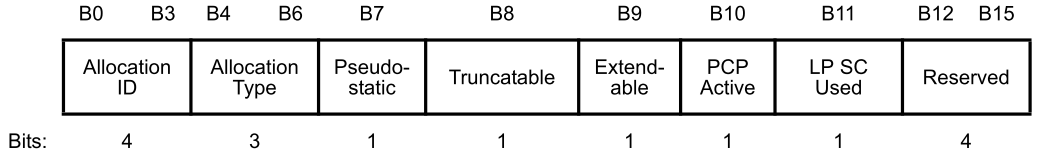 B0 B3 B4 B6 B7 B8 B9 B10 B11 B12 B15
Allocation ID
Allocation Type
Pseudo-
static
Truncatable
Extend-
able
PCP
Active
LP SC
Used
Reserved
Bits: 4 3 1 1 1 1 1 4